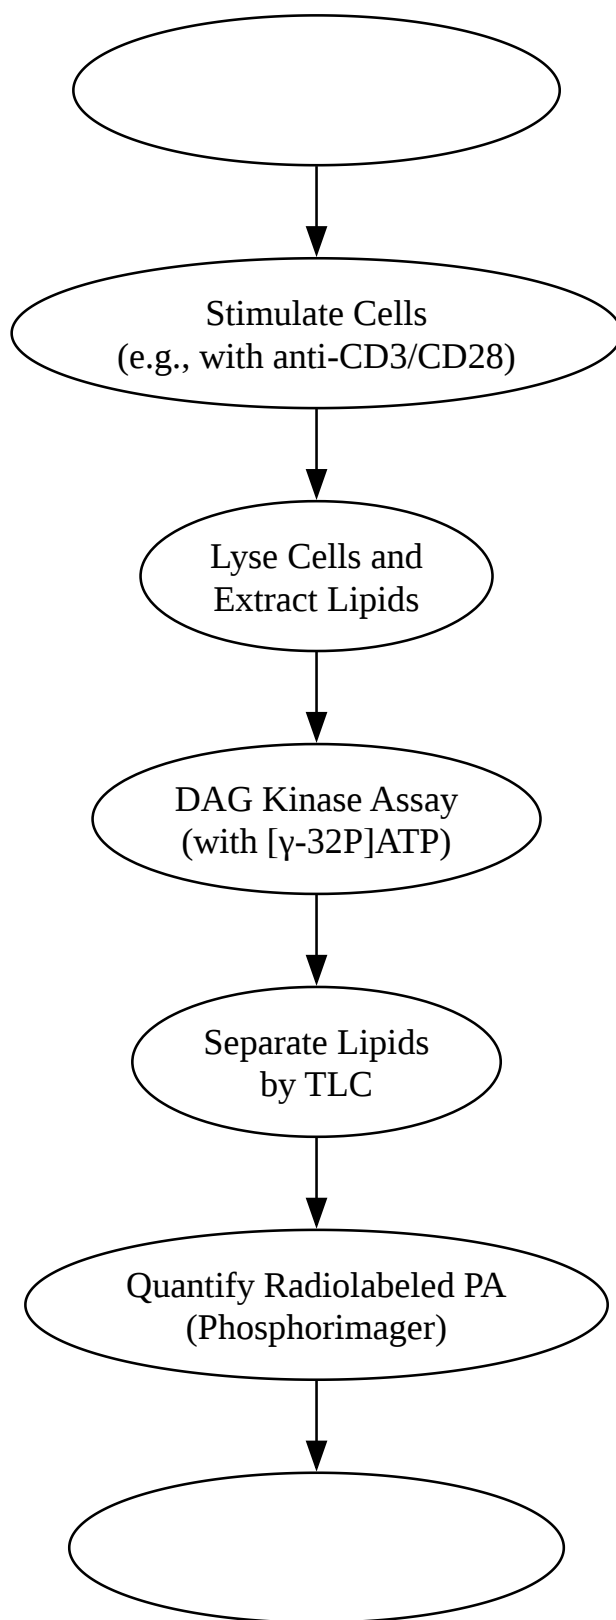 Stimulate Cells
(e.g., with anti-CD3/CD28)
Lyse Cells and
Extract Lipids
DAG Kinase Assay
(with [γ-32P]ATP)
Separate Lipids
by TLC
Quantify Radiolabeled PA
(Phosphorimager)